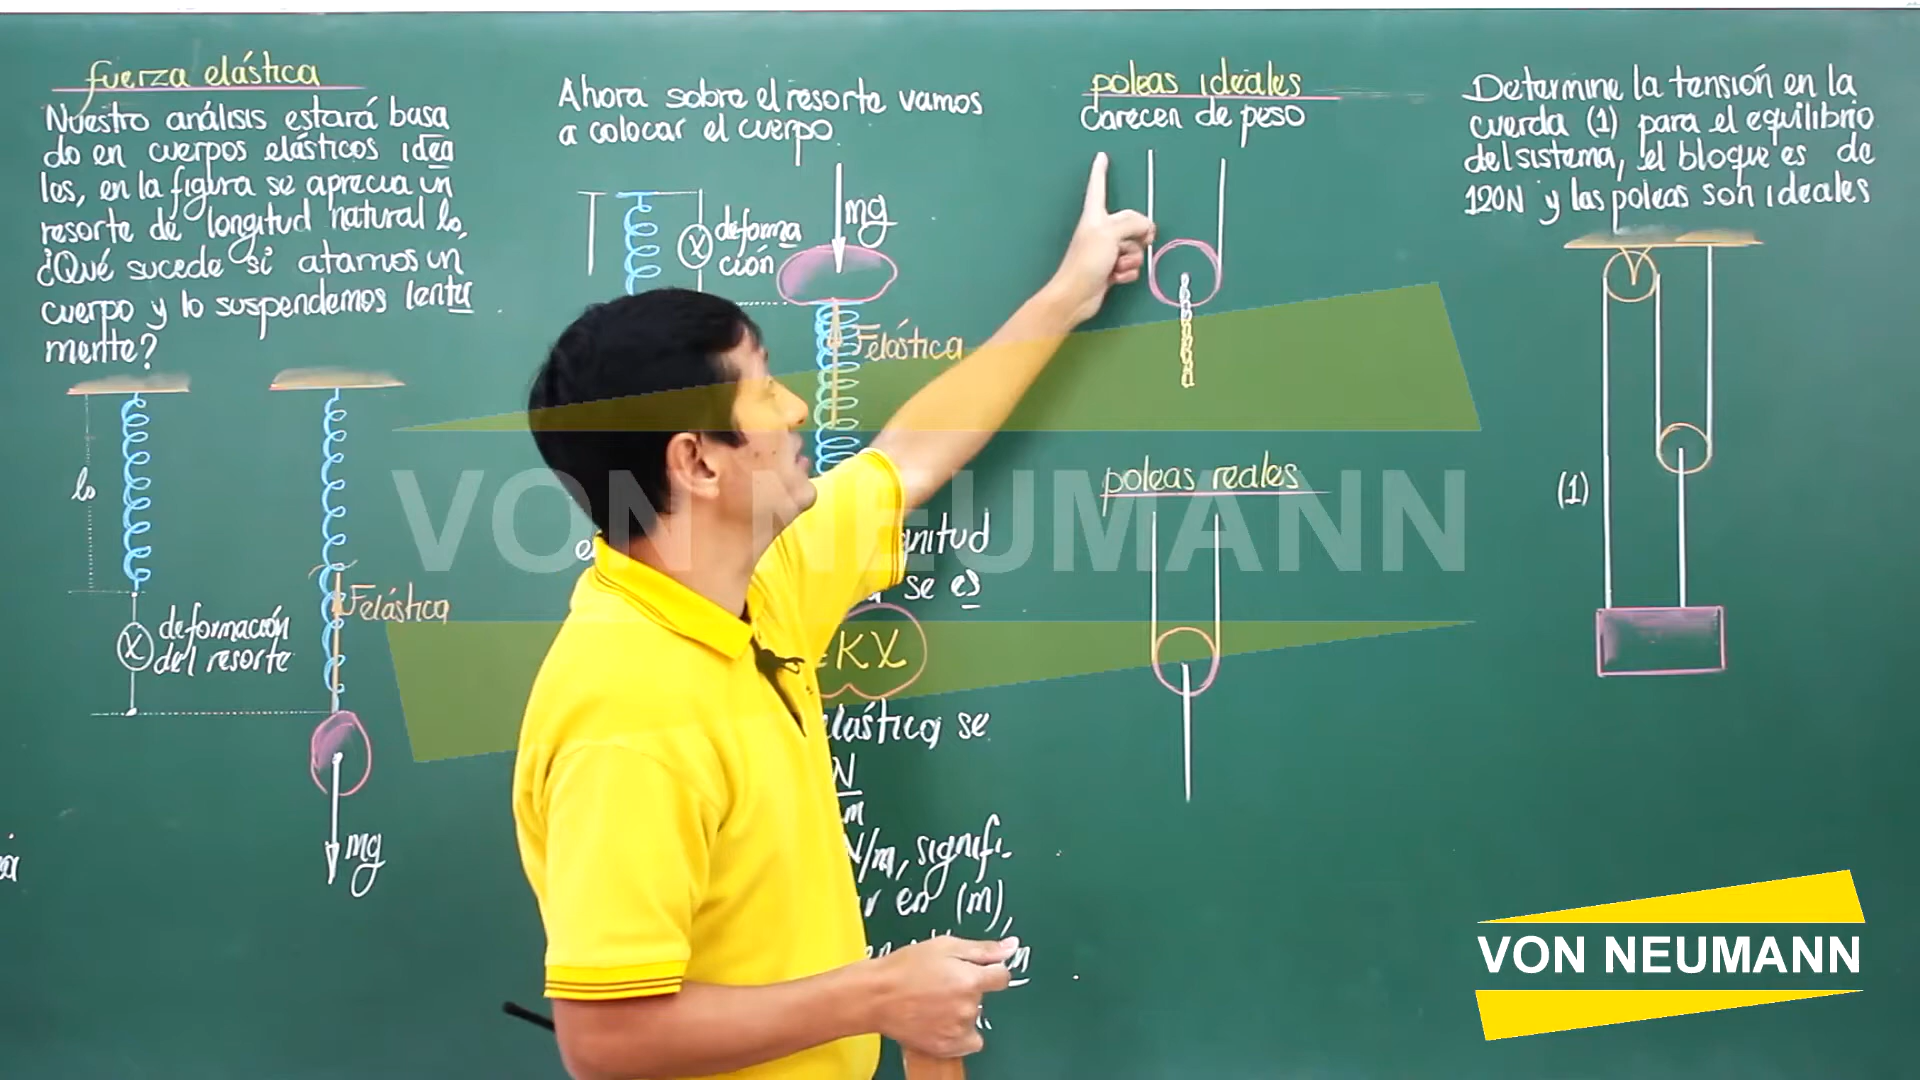 fuerza elástica
Nuestro análisis estará basa
do en cuerpos elásticos idea
les, en la figura se aprecia un
resorte de longitud natural lo,
¿Qué sucede si atamos un
cuerpo y lo suspendemos lenta
mente?
lo
deformación
del resorte
X
Felástica
mg
Ahora sobre el resorte vamos
a colocar el cuerpo
X
deforma
ción
mg
Felástica
se es
KX
se
N
m
N/m, signifi-
en (m),
poleas ideales
Carecen de peso
poleas reales
Determine la tensión en la
cuerda (1) para el equilibrio
del sistema, el bloque es de
120N y las poleas son ideales
(1)
VON NEUMANN
VON NEUMANN